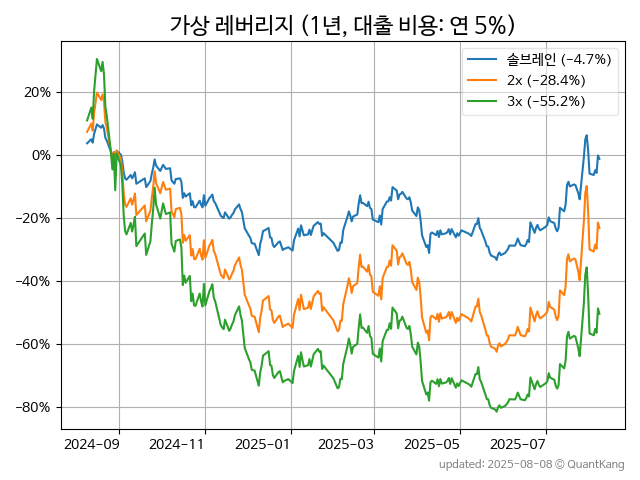 가상 레버리지 (1년, 대출 비용: 연 5%)
솔브레인 (−4.7%)
2x (−28.4%)
3x (−55.2%)
20%
0%
−20%
−40%
−60%
−80%
2024-09 2024-11 2025-01 2025-03 2025-05 2025-07
updated: 2025-08-08 © QuantKang